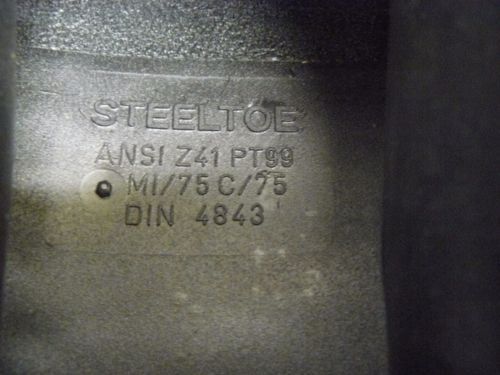 STEELTOE
ANSI Z41 PT99
MI/75 C/75
DIN 4843